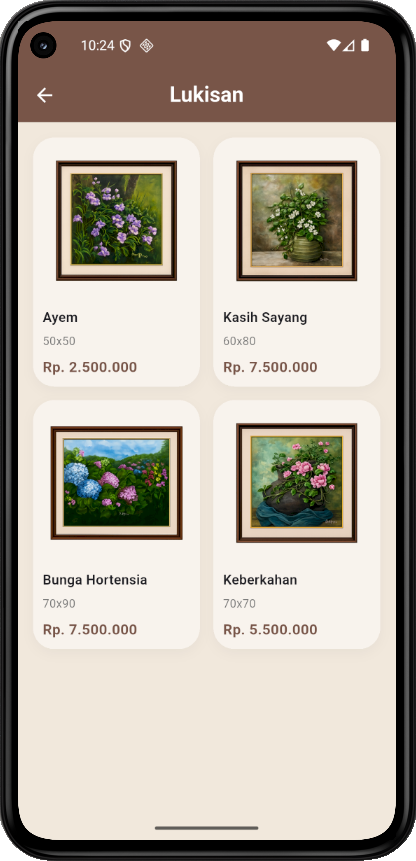 10:24
Lukisan
Ayem
50x50
Rp. 2.500.000
Kasih Sayang
60x80
Rp. 7.500.000
Bunga Hortensia
70x90
Rp. 7.500.000
Keberkahan
70x70
Rp. 5.500.000